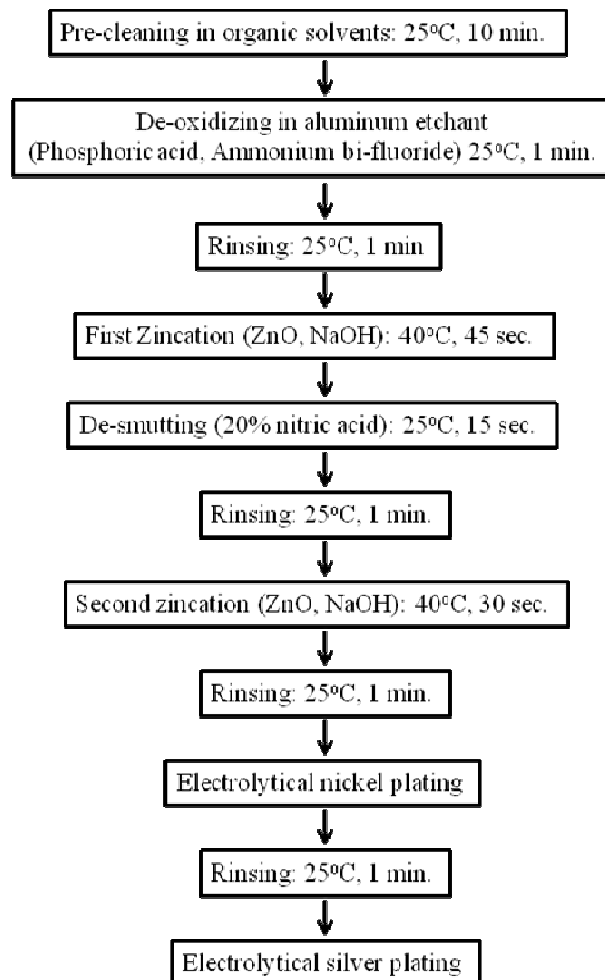 Pre-cleaning in organic solvents: 25°C, 10 min.
De-oxidizing in aluminum etchant
(Phosphoric acid, Ammonium bi-fluoride) 25°C, 1 min.
Rinsing: 25°C, 1 min
First Zincation (ZnO, NaOH): 40°C, 45 sec.
De-smutting (20% nitric acid): 25°C, 15 sec.
Rinsing: 25°C, 1 min.
Second zincation (ZnO, NaOH): 40°C, 30 sec.
Rinsing: 25°C, 1 min.
Electrolytical nickel plating
Rinsing: 25°C, 1 min.
Electrolytical silver plating